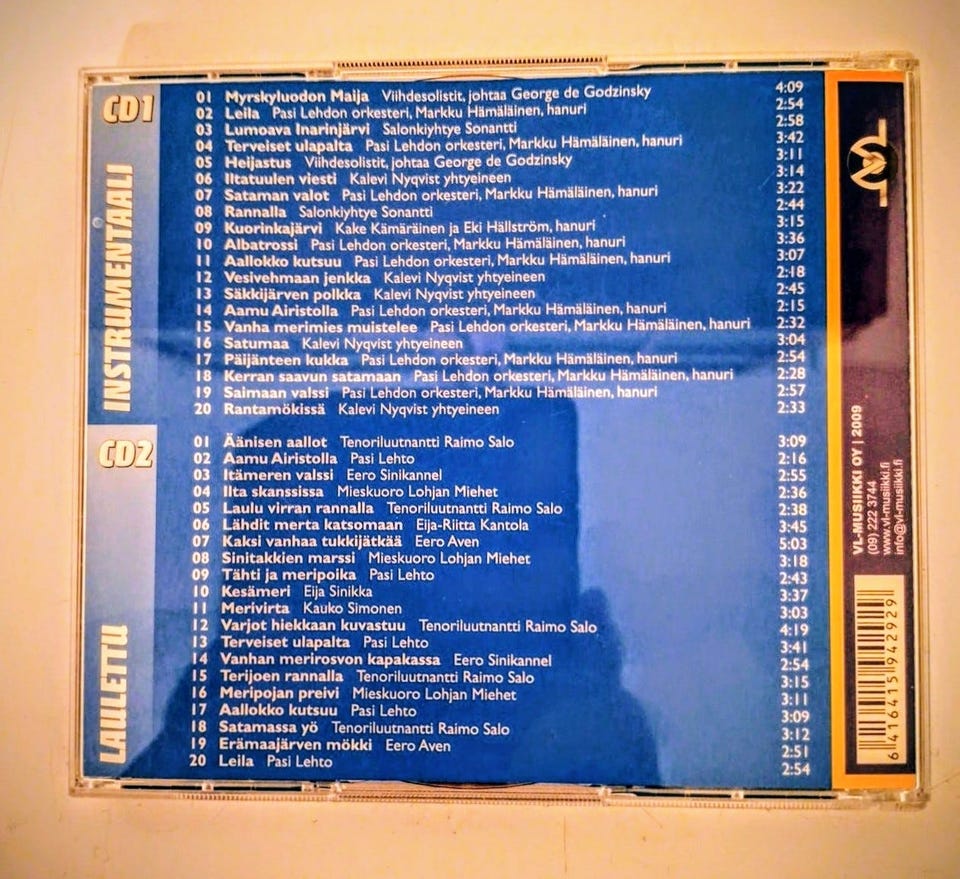 CD1
INSTRUMENTAALI
01 Myrskyluodon Maija Viihdesolistit, johtaa George de Godzinsky 4:09
02 Leila Pasi Lehdon orkesteri, Markku Hämäläinen, hanuri 2:54
03 Lumoava Inarinjärvi Salonkiyhtye Sonantti 2:58
04 Terveiset ulapalta Pasi Lehdon orkesteri, Markku Hämäläinen, hanuri 3:42
05 Heijastus Viihdesolistit, johtaa George de Godzinsky 3:11
06 Iltatuulen viesti Kalevi Nyqvist yhtyeineen 3:14
07 Sataman valot Pasi Lehdon orkesteri, Markku Hämäläinen, hanuri 3:22
08 Rannalla Salonkiyhtye Sonantti 2:44
09 Kuorinkajärvi Kake Kämäräinen ja Eki Hällström, hanuri 3:15
10 Albatrossi Pasi Lehdon orkesteri, Markku Hämäläinen, hanuri 3:36
11 Aallokko kutsuu Pasi Lehdon orkesteri, Markku Hämäläinen, hanuri 3:07
12 Vesivehmaan jenkka Kalevi Nyqvist yhtyeineen 2:18
13 Säkkijärven polkka Kalevi Nyqvist yhtyeineen 2:45
14 Aamu Airistolla Pasi Lehdon orkesteri, Markku Hämäläinen, hanuri 2:15
15 Vanha merimies muistelee Pasi Lehdon orkesteri, Markku Hämäläinen, hanuri 2:32
16 Satumaa Kalevi Nyqvist yhtyeineen 3:04
17 Päijänteen kukka Pasi Lehdon orkesteri, Markku Hämäläinen, hanuri 2:54
18 Kerran saavun satamaan Pasi Lehdon orkesteri, Markku Hämäläinen, hanuri 2:28
19 Saimaan valssi Pasi Lehdon orkesteri, Markku Hämäläinen, hanuri 2:57
20 Rantamökissä Kalevi Nyqvist yhtyeineen 2:33
CD2
LAULETTU
01 Äänisen aallot Tenoriluutnantti Raimo Salo 3:09
02 Aamu Airistolla Pasi Lehto 2:16
03 Itämeren valssi Eero Sinikannel 2:55
04 Ilta skanssissa Mieskuoro Lohjan Miehet 2:36
05 Laulu virran rannalla Tenoriluutnantti Raimo Salo 2:38
06 Lähdit merta katsomaan Eija-Riitta Kantola 3:45
07 Kaksi vanhaa tukkijätkää Eero Aven 5:03
08 Sinitakkien marssi Mieskuoro Lohjan Miehet 3:18
09 Tähti ja meripoika Pasi Lehto 2:43
10 Kesämeri Eija Sinikka 3:37
11 Merivirta Kauko Simonen 3:03
12 Varjot hiekkaan kuvastuu Tenoriluutnantti Raimo Salo 4:19
13 Terveiset ulapalta Pasi Lehto 3:41
14 Vanhan merirosvon kapakassa Eero Sinikannel 2:54
15 Terijoen rannalla Tenoriluutnantti Raimo Salo 3:15
16 Meripojan preivi Mieskuoro Lohjan Miehet 3:11
17 Aallokko kutsuu Pasi Lehto 3:09
18 Satamassa yö Tenoriluutnantti Raimo Salo 3:12
19 Erämaajärven mökki Eero Aven 2:51
20 Leila Pasi Lehto 2:54
VL-MUSIIKKI OY | 2009
(09) 222 3744
www.vl-musiikki.fi
info@vl-musiikki.fi
6 416415 942929